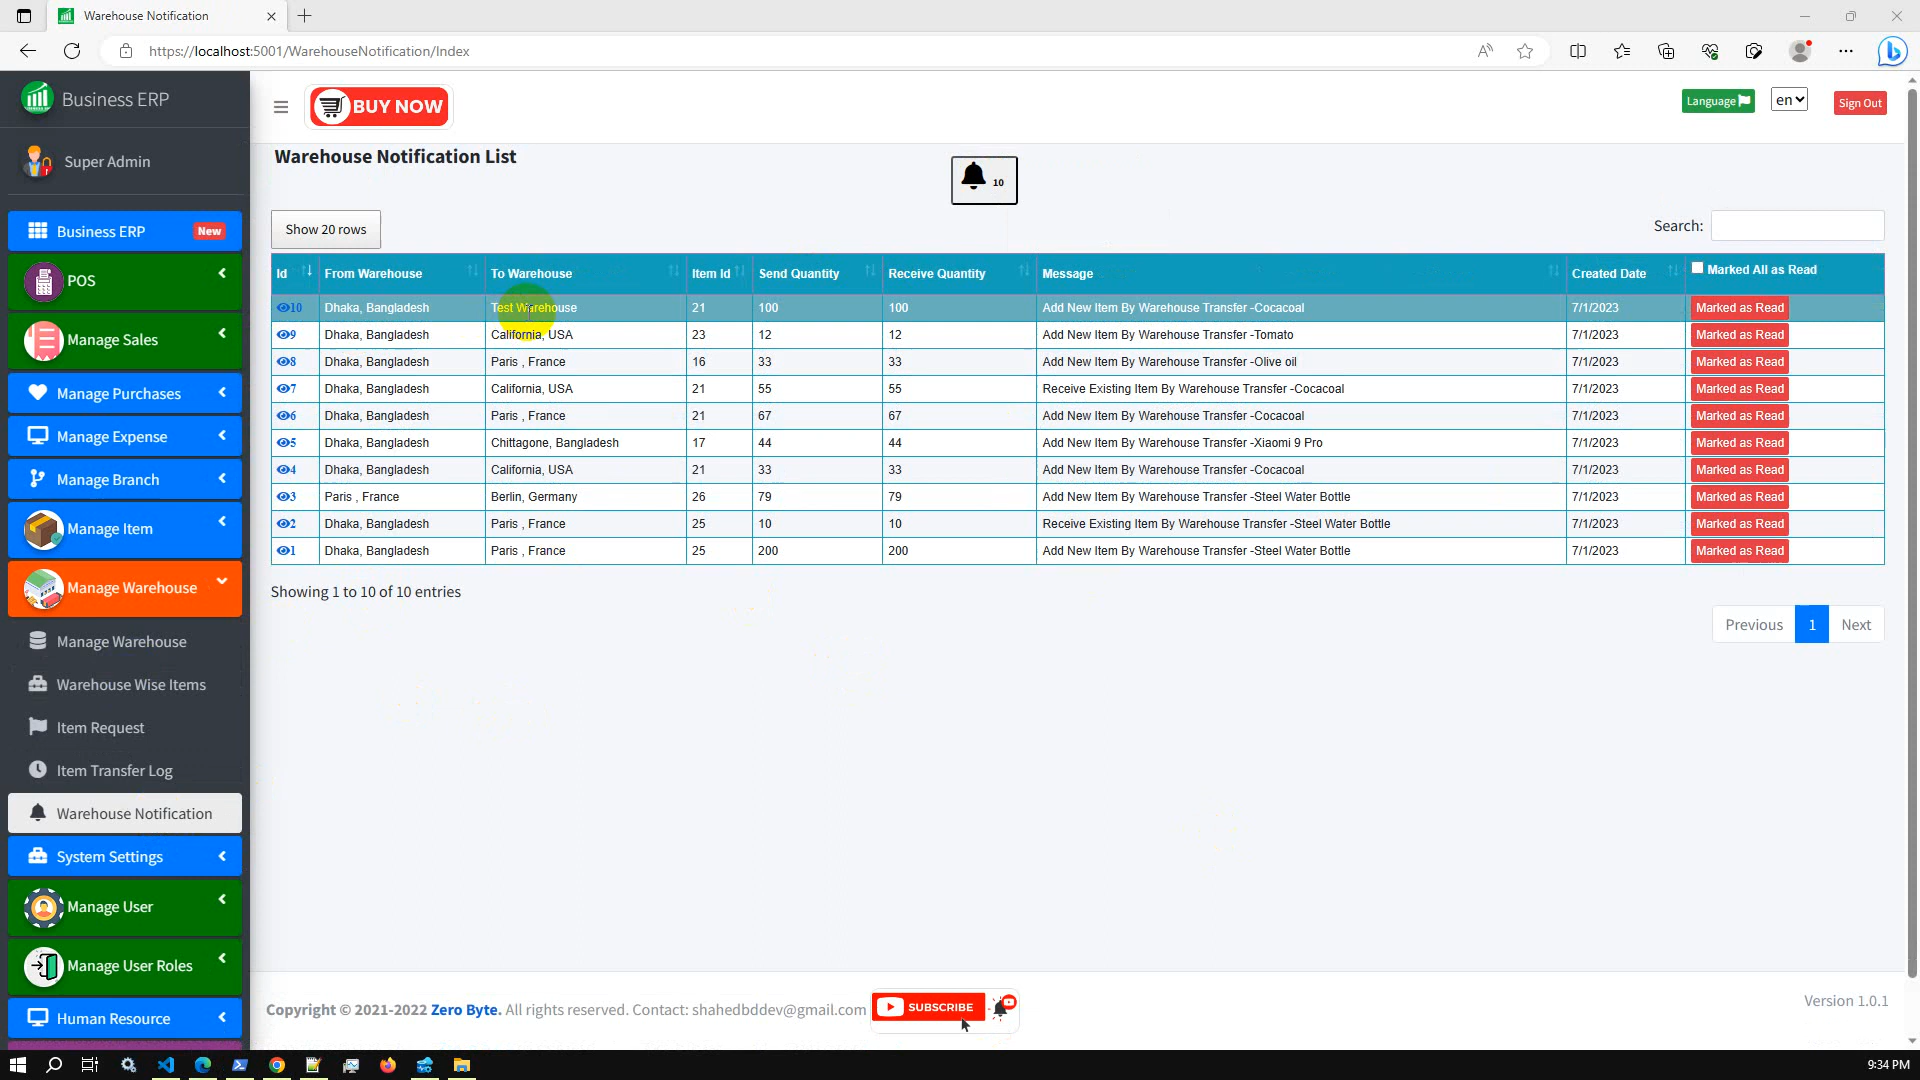 Warehouse Notification
https://localhost:5001/WarehouseNotification/Index
Business ERP
BUY NOW
Language
en
Sign Out
Super Admin
Warehouse Notification List
10
Business ERP New
POS
Manage Sales
Manage Purchases
Manage Expense
Manage Branch
Manage Item
Manage Warehouse
Manage Warehouse
Warehouse Wise Items
Item Request
Item Transfer Log
Warehouse Notification
System Settings
Manage User
Manage User Roles
Human Resource
Show 20 rows
Search:
Id From Warehouse To Warehouse Item Id Send Quantity Receive Quantity Message Created Date Marked All as Read
10 Dhaka, Bangladesh Test Warehouse 21 100 100 Add New Item By Warehouse Transfer -Cocacoal 7/1/2023 Marked as Read
9 Dhaka, Bangladesh California, USA 23 12 12 Add New Item By Warehouse Transfer -Tomato 7/1/2023 Marked as Read
8 Dhaka, Bangladesh Paris , France 16 33 33 Add New Item By Warehouse Transfer -Olive oil 7/1/2023 Marked as Read
7 Dhaka, Bangladesh California, USA 21 55 55 Receive Existing Item By Warehouse Transfer -Cocacoal 7/1/2023 Marked as Read
6 Dhaka, Bangladesh Paris , France 21 67 67 Add New Item By Warehouse Transfer -Cocacoal 7/1/2023 Marked as Read
5 Dhaka, Bangladesh Chittagone, Bangladesh 17 44 44 Add New Item By Warehouse Transfer -Xiaomi 9 Pro 7/1/2023 Marked as Read
4 Dhaka, Bangladesh California, USA 21 33 33 Add New Item By Warehouse Transfer -Cocacoal 7/1/2023 Marked as Read
3 Paris , France Berlin, Germany 26 79 79 Add New Item By Warehouse Transfer -Steel Water Bottle 7/1/2023 Marked as Read
2 Dhaka, Bangladesh Paris , France 25 10 10 Receive Existing Item By Warehouse Transfer -Steel Water Bottle 7/1/2023 Marked as Read
1 Dhaka, Bangladesh Paris , France 25 200 200 Add New Item By Warehouse Transfer -Steel Water Bottle 7/1/2023 Marked as Read
Showing 1 to 10 of 10 entries
Previous 1 Next
Copyright © 2021-2022 Zero Byte. All rights reserved. Contact: shahedbddev@gmail.com SUBSCRIBE
Version 1.0.1
9:34 PM